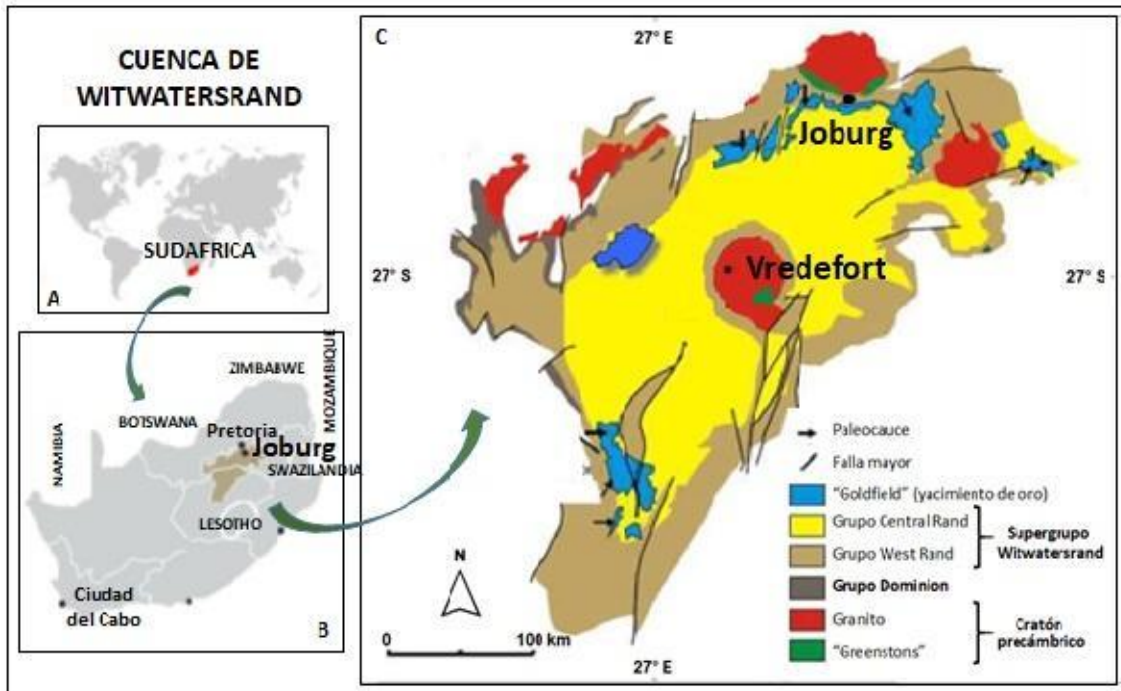 CUENCA DE
WITWATERSRAND
SUDAFRICA
A
ZIMBABWE
MOZAMBIQUE
BOTSWANA
NAMIBIA
Pretoria
Joburg
SWAZILANDIA
LESOTHO
Ciudad
del Cabo
B
C
27° E
Joburg
Vredefort
27° S
27° S
Paleocauce
Falla mayor
"Goldfield" (yacimiento de oro)
Grupo Central Rand
Grupo West Rand
Supergrupo
Witwatersrand
Grupo Dominion
Granito
"Greenstons"
Cratón
precámbrico
N
0 100 km
27° E